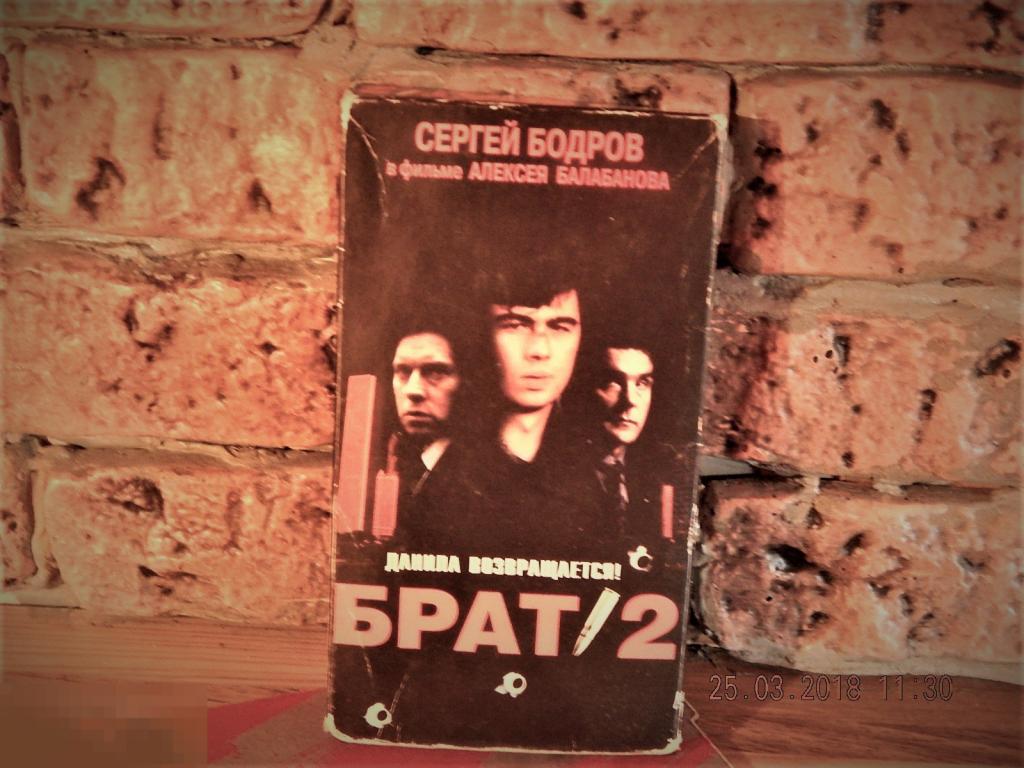 СЕРГЕЙ БОДРОВ
в фильме АЛЕКСЕЯ БАЛАБАНОВА
ДАНИЛА ВОЗВРАЩАЕТСЯ!
БРАТ 2
25.03.2018 11:30